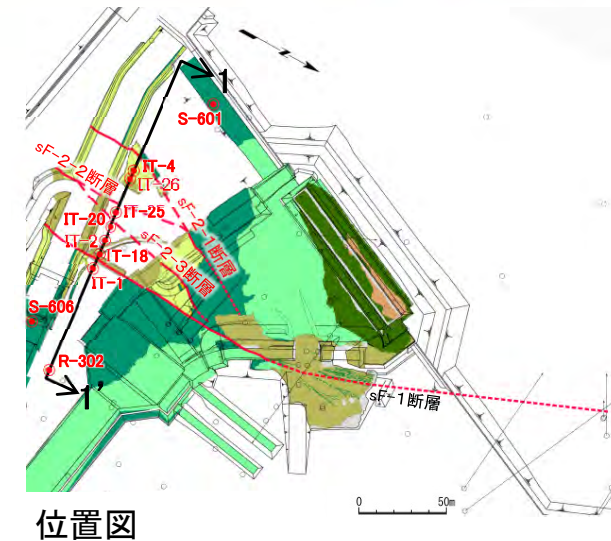 1
S-601
IT-4
IT-26
sF-2-2断層
IT-20
IT-25
sF-2-1断層
IT-2
IT-18
sF-2-3断層
IT-1
S-606
R-302
1'
sF-1断層
0 50m
位置図